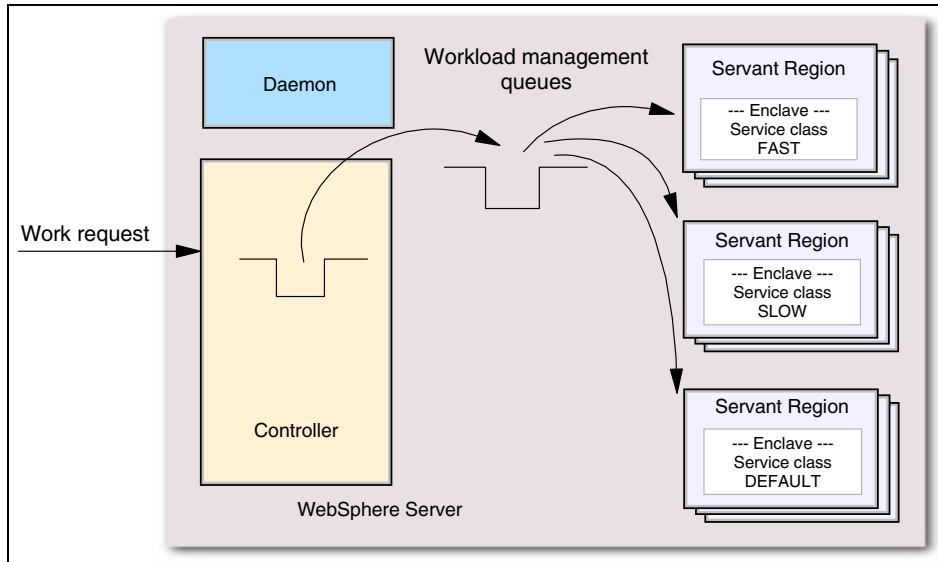 Daemon
Workload management
queues
Servant Region
--- Enclave ---
Service class
FAST
Work request
Servant Region
--- Enclave ---
Service class
SLOW
Controller
Servant Region
--- Enclave ---
Service class
DEFAULT
WebSphere Server